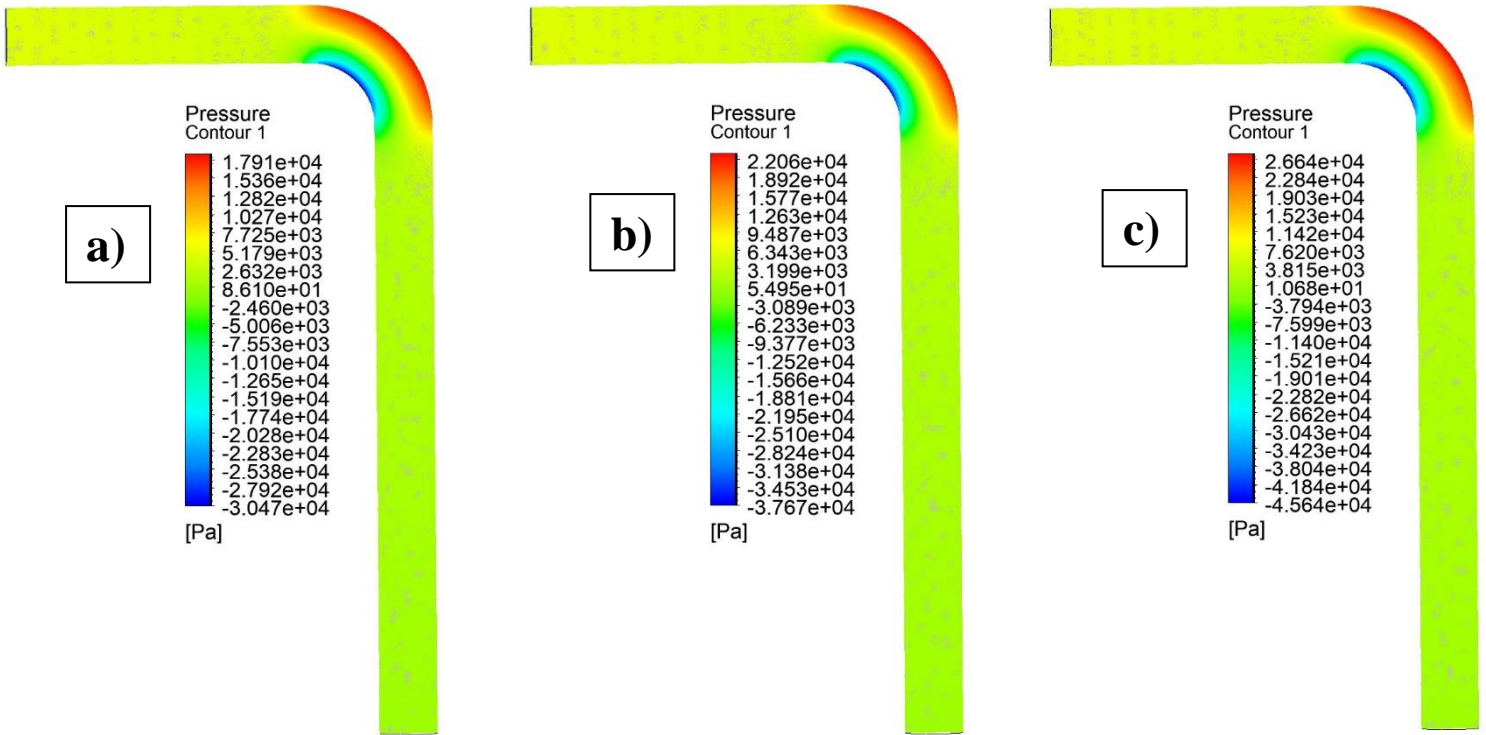 Pressure
Contour 1
1.791e+04
1.536e+04
1.282e+04
1.027e+04
7.725e+03
5.179e+03
2.632e+03
8.610e+01
-2.460e+03
-5.006e+03
-7.553e+03
-1.010e+04
-1.265e+04
-1.519e+04
-1.774e+04
-2.028e+04
-2.283e+04
-2.538e+04
-2.792e+04
-3.047e+04
[Pa]
a)
Pressure
Contour 1
2.206e+04
1.892e+04
1.577e+04
1.263e+04
9.487e+03
6.343e+03
3.199e+03
5.495e+01
-3.089e+03
-6.233e+03
-9.377e+03
-1.252e+04
-1.566e+04
-1.881e+04
-2.195e+04
-2.510e+04
-2.824e+04
-3.138e+04
-3.453e+04
-3.767e+04
[Pa]
b)
Pressure
Contour 1
2.664e+04
2.284e+04
1.903e+04
1.523e+04
1.142e+04
7.620e+03
3.815e+03
1.068e+01
-3.794e+03
-7.599e+03
-1.140e+04
-1.521e+04
-1.901e+04
-2.282e+04
-2.662e+04
-3.043e+04
-3.423e+04
-3.804e+04
-4.184e+04
-4.564e+04
[Pa]
c)